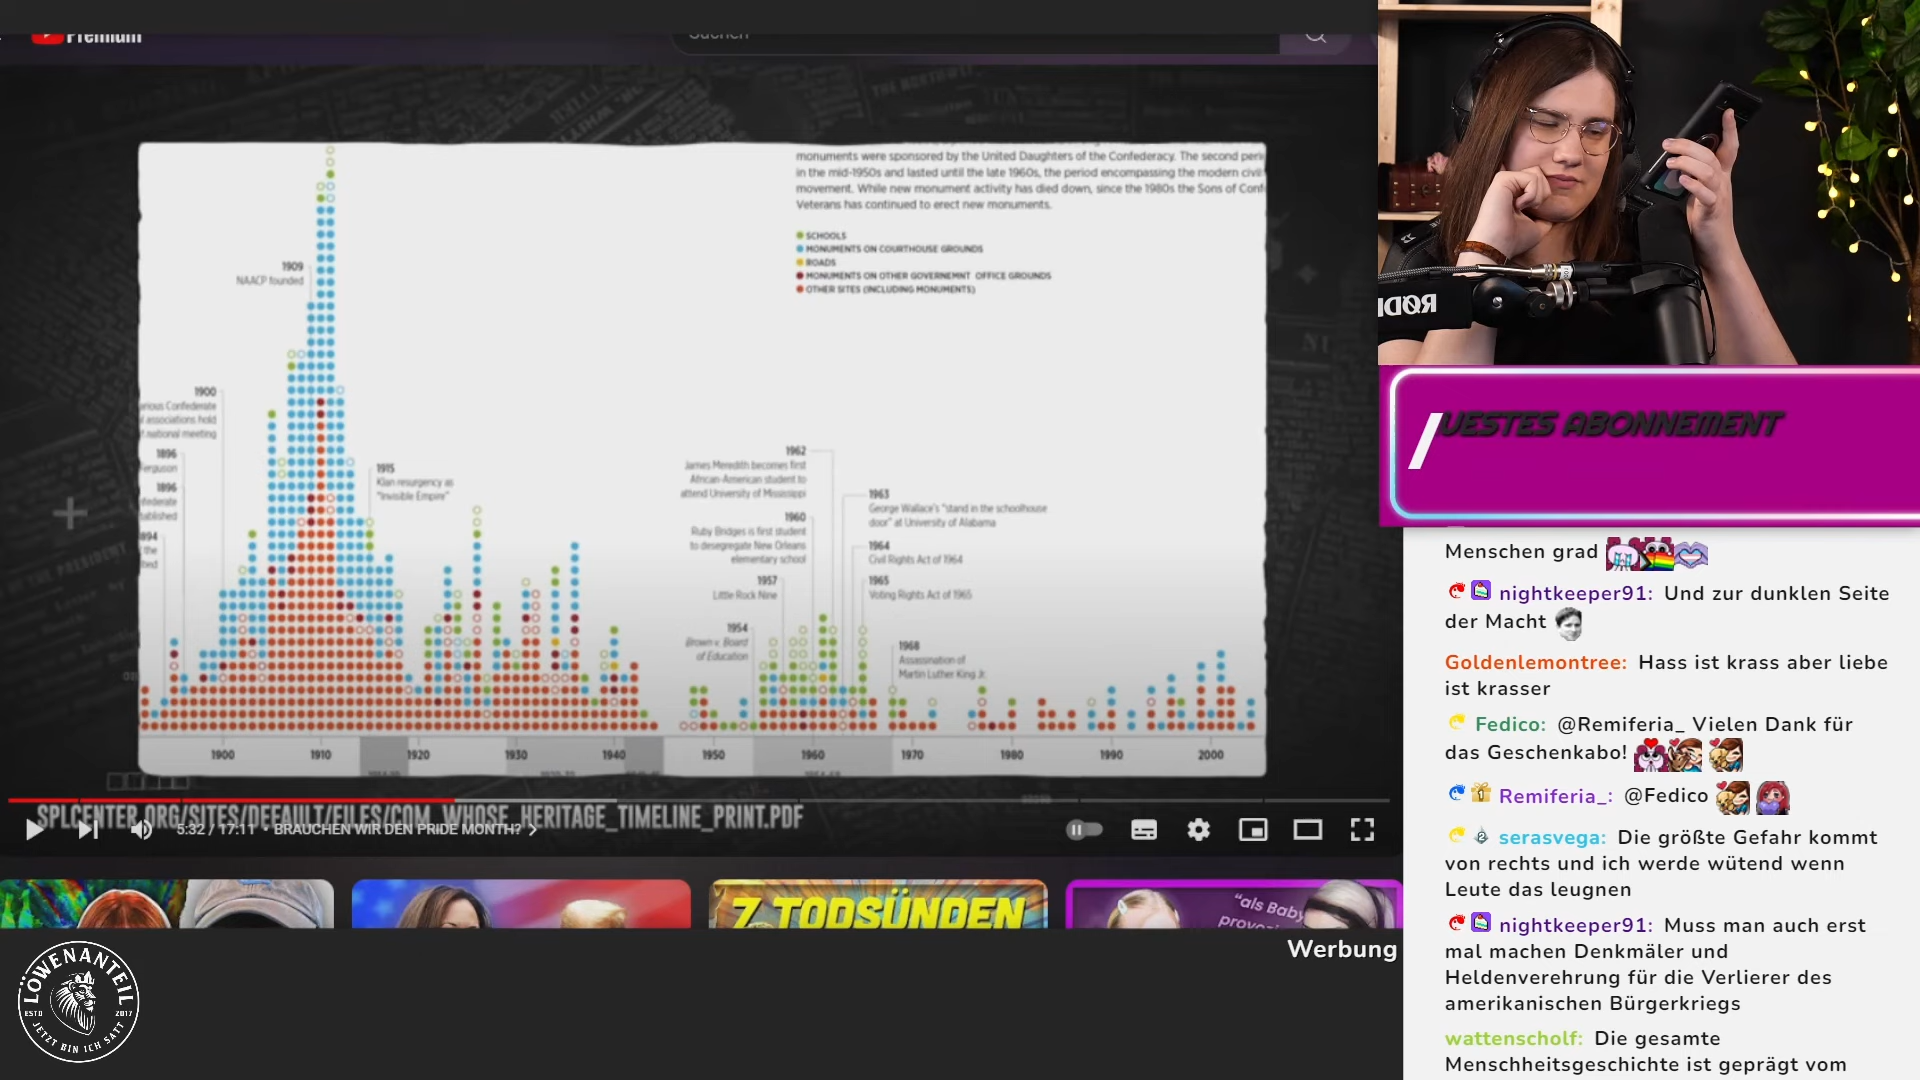 Premium
Suchen
monuments were sponsored by the United Daughters of the Confederacy. The second peri
in the mid-1950s and lasted until the late 1960s, the period encompassing the modern civil
movement. While new monument activity has died down, since the 1980s the Sons of Conf
Veterans has continued to erect new monuments.
SCHOOLS
MONUMENTS ON COURTHOUSE GROUNDS
ROADS
MONUMENTS ON OTHER GOVERNEMNT OFFICE GROUNDS
OTHER SITES (INCLUDING MONUMENTS)
1909
NAACP founded
1900
Confederate
associations hold
national meeting
1896
Ferguson
1896
1894
1915
Klan resurgency as
"Invisible Empire"
1962
James Meredith becomes first
African-American student to
attend University of Mississippi
1960
Ruby Bridges is first student
to desegregate New Orleans
elementary school
1957
Little Rock Nine
1954
Brown v. Board
of Education
1963
George Wallace's "stand in the schoolhouse
door" at University of Alabama
1964
Civil Rights Act of 1964
1965
Voting Rights Act of 1965
1968
Assassination of
Martin Luther King Jr.
1900 1910 1920 1930 1940 1950 1960 1970 1980 1990 2000
SPLCENTER.ORG/SITES/DEFAULT/FILES/COM_WHOSE_HERITAGE_TIMELINE_PRINT.PDF
5:32 / 17:11 • BRAUCHEN WIR DEN PRIDE MONTH? >
7 TODSÜNDEN
"als Baby
Werbung
LÖWENANTEIL
ESTD 2017
JETZT BIN ICH SATT
RØDE
UESTES ABONNEMENT
Menschen grad
nightkeeper91: Und zur dunklen Seite
der Macht
Goldenlemontree: Hass ist krass aber liebe
ist krasser
Fedico: @Remiferia_ Vielen Dank für
das Geschenkabo!
Remiferia_: @Fedico
serasvega: Die größte Gefahr kommt
von rechts und ich werde wütend wenn
Leute das leugnen
nightkeeper91: Muss man auch erst
mal machen Denkmäler und
Heldenverehrung für die Verlierer des
amerikanischen Bürgerkriegs
wattenscholf: Die gesamte
Menschheitsgeschichte ist geprägt vom